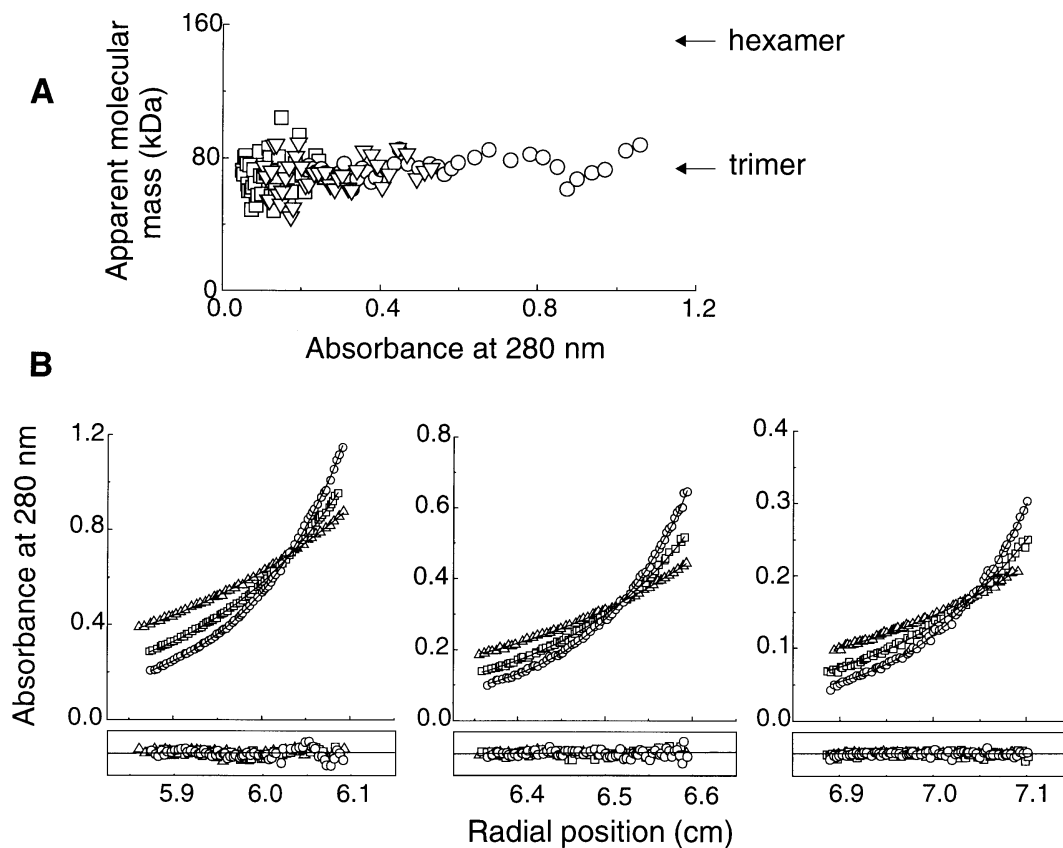 A
Apparent molecular
mass (kDa)
160
80
0
hexamer
trimer
0.0 0.4 0.8 1.2
Absorbance at 280 nm
B
Absorbance at 280 nm
1.2
0.8
0.4
0.0
0.8
0.6
0.4
0.2
0.0
0.4
0.3
0.2
0.1
0.0
5.9 6.0 6.1
6.4 6.5 6.6
6.9 7.0 7.1
Radial position (cm)